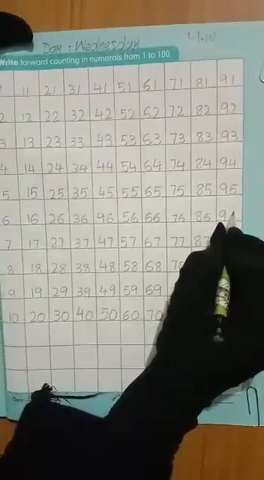 Day : Wednesday H.W
Write forward counting in numerals from 1 to 100.
1 11 21 31 41 51 61 71 81 91
2 12 22 32 42 52 62 72 82 92
3 13 23 33 43 53 63 73 83 93
4 14 24 34 44 54 64 74 84 94
5 15 25 35 45 55 65 75 85 95
6 16 26 36 46 56 66 76 86 9
7 17 27 37 47 57 67 77 87
8 18 28 38 48 58 68 78
9 19 29 39 49 59 69
10 20 30 40 50 60 70